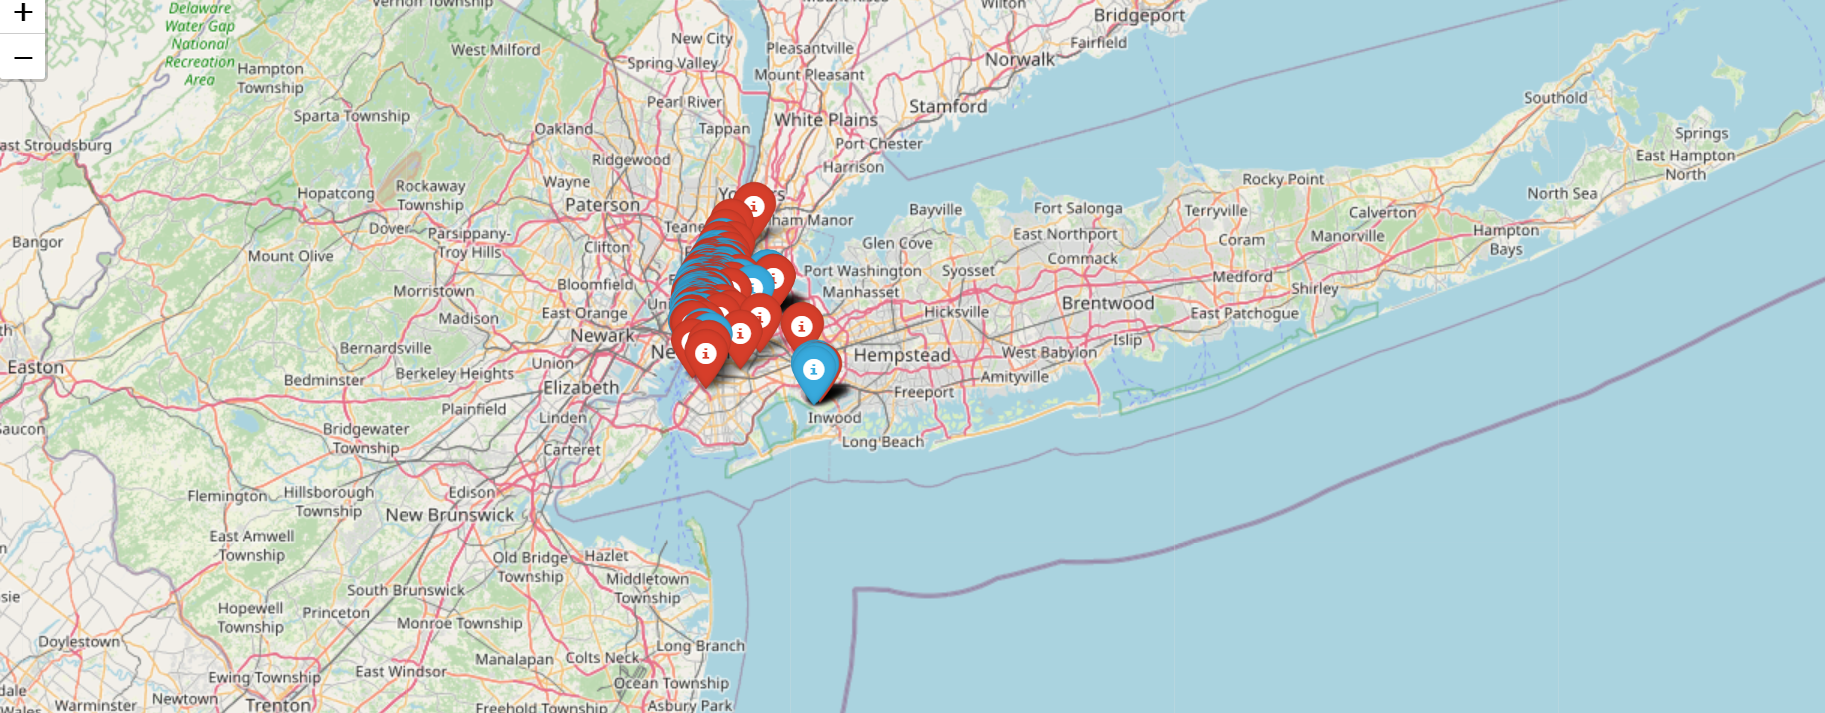 +
−
Delaware
Water Gap
National
Recreation
Area
Vernon Township
West Milford
Hampton
Township
Sparta Township
ast Stroudsburg
Hopatcong
Rockaway
Township
Dover
Parsippany-
Troy Hills
Bangor
Mount Olive
Morristown
Madison
Bernardsville
Berkeley Heights
Bedminster
Easton
Plainfield
Bridgewater
Township
Saucon
Flemington
Hillsborough
Township
Edison
New Brunswick
East Amwell
Township
Old Bridge
Township
Hazlet
Middletown
Township
South Brunswick
Hopewell
Township
Princeton
Monroe Township
Doylestown
Manalapan
Colts Neck
Long Branch
East Windsor
Ewing Township
Ocean Township
Newtown
Warminster
Trenton
Freehold Township
Asbury Park
New City
Spring Valley
Pearl River
Tappan
Oakland
Ridgewood
Wayne
Paterson
Clifton
Bloomfield
East Orange
Newark
Union
Elizabeth
Linden
Carteret
Pleasantville
Mount Pleasant
White Plains
Port Chester
Harrison
Stamford
Norwalk
Wilton
Fairfield
Bridgeport
ham Manor
Bayville
Glen Cove
Port Washington
Manhasset
Syosset
Hicksville
Hempstead
Freeport
Inwood
Long Beach
Fort Salonga
East Northport
Commack
Brentwood
West Babylon
Amityville
Islip
East Patchogue
Shirley
Medford
Coram
Terryville
Rocky Point
Manorville
Calverton
Hampton
Bays
North Sea
Southold
Springs
East Hampton
North